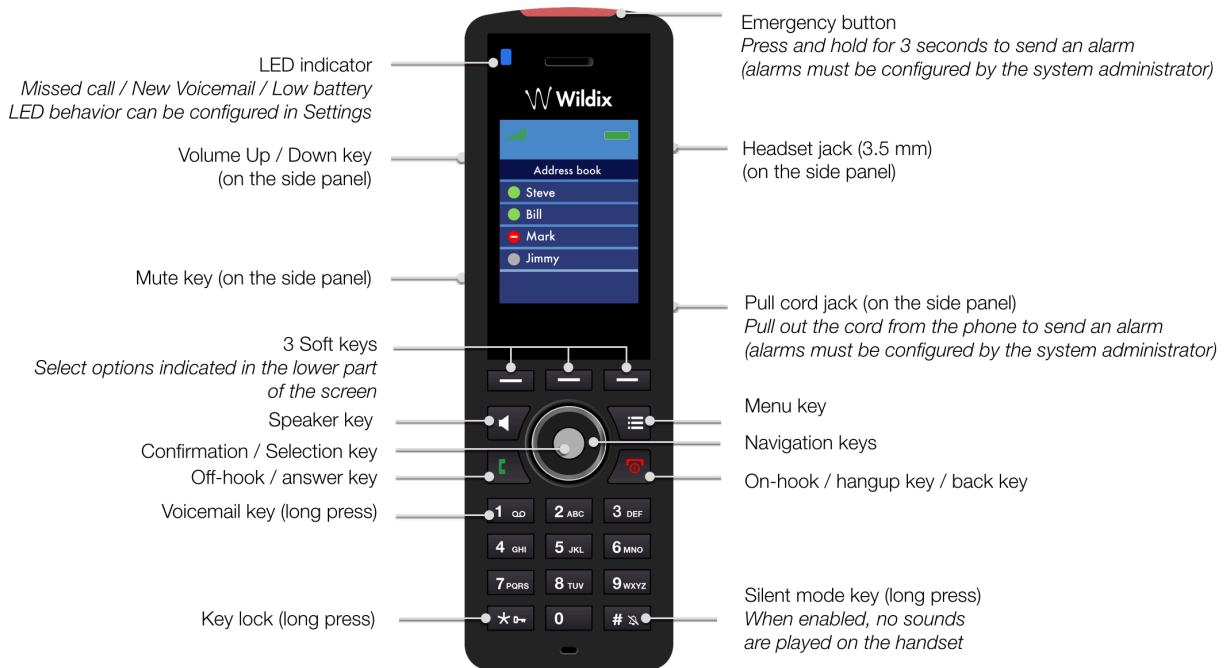 Emergency button
Press and hold for 3 seconds to send an alarm
(alarms must be configured by the system administrator)
LED indicator
Missed call / New Voicemail / Low battery
LED behavior can be configured in Settings
Volume Up / Down key
(on the side panel)
Headset jack (3.5 mm)
(on the side panel)
Mute key (on the side panel)
Pull cord jack (on the side panel)
Pull out the cord from the phone to send an alarm
(alarms must be configured by the system administrator)
3 Soft keys
Select options indicated in the lower part
of the screen
Speaker key
Menu key
Confirmation / Selection key
Navigation keys
Off-hook / answer key
On-hook / hangup key / back key
Voicemail key (long press)
Key lock (long press)
Silent mode key (long press)
When enabled, no sounds
are played on the handset
Wildix
Address book
Steve
Bill
Mark
Jimmy
1 2 ABC 3 DEF
4 GHI 5 JKL 6 MNO
7 PQRS 8 TUV 9 WXYZ
* 0 #